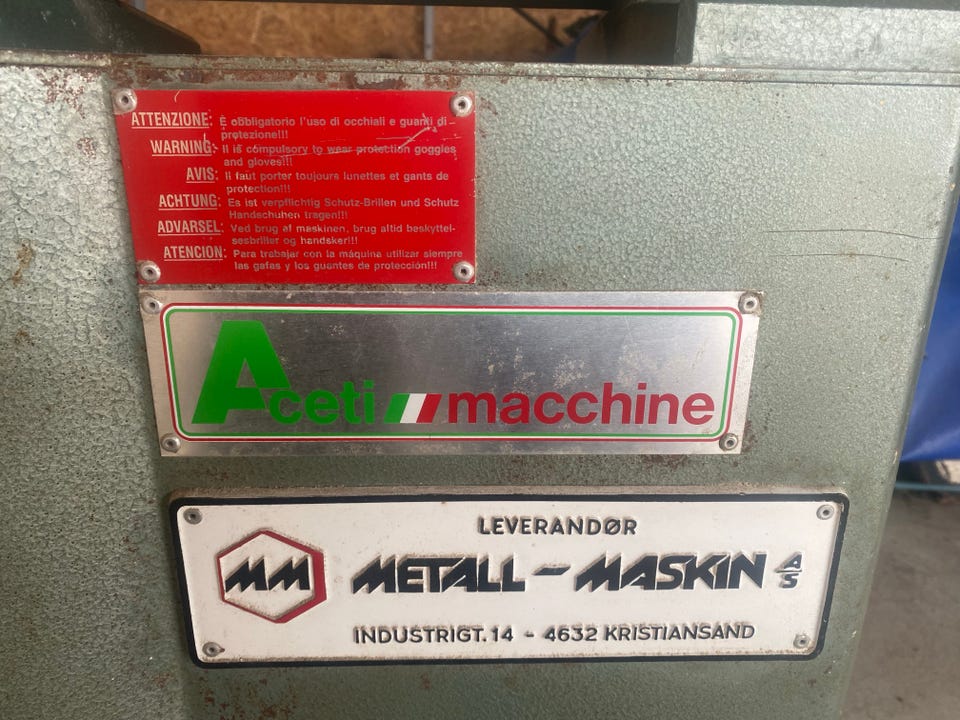 ATTENZIONE: È obbligatorio l'uso di occhiali e guanti di
protezione!!!
WARNING: Il is compulsory to wear protection goggles
and gloves!!!
AVIS: Il faut porter toujours lunettes et gants de
protection!!!
ACHTUNG: Es ist verpflichtig Schutz-Brillen und Schutz
Handschuhen tragen!!!
ADVARSEL: Ved brug af maskinen, brug altid beskyttel-
sesbriller og handsker!!!
ATENCION: Para trabajar con la máquina utilizar siempre
las gafas y los guantes de protección!!!
Aceti macchine
LEVERANDØR
MM METALL - MASKIN A/S
INDUSTRIGT. 14 - 4632 KRISTIANSAND